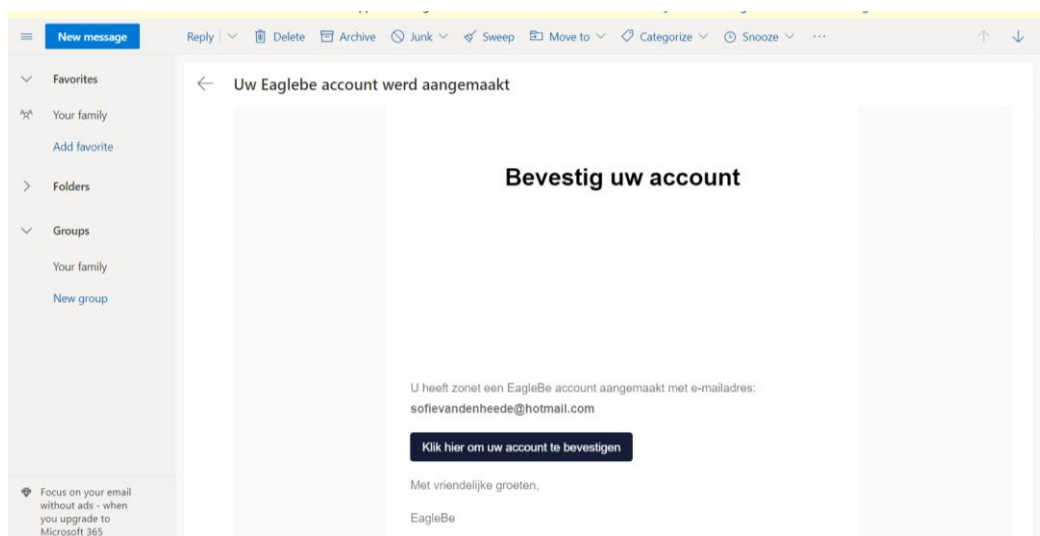 New message
Reply Delete Archive Junk Sweep Move to Categorize Snooze ...
Favorites
Your family
Add favorite
Folders
Groups
Your family
New group
Focus on your email
without ads - when
you upgrade to
Microsoft 365
Uw Eaglebe account werd aangemaakt
Bevestig uw account
U heeft zonet een EagleBe account aangemaakt met e-mailadres:
sofievandenheede@hotmail.com
Klik hier om uw account te bevestigen
Met vriendelijke groeten,
EagleBe